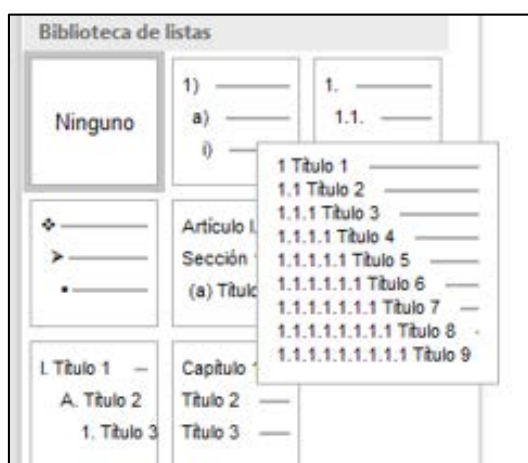 Biblioteca de listas
Ninguno
1)
a)
i)
1.
1.1.
1 Título 1
1.1 Título 2
1.1.1 Título 3
1.1.1.1 Título 4
1.1.1.1.1 Título 5
1.1.1.1.1.1 Título 6
1.1.1.1.1.1.1 Título 7
1.1.1.1.1.1.1.1 Título 8
1.1.1.1.1.1.1.1.1 Título 9
Artículo I.
Sección
(a)
I. Título 1
A. Título 2
1. Título 3
Capítulo
Título 2
Título 3